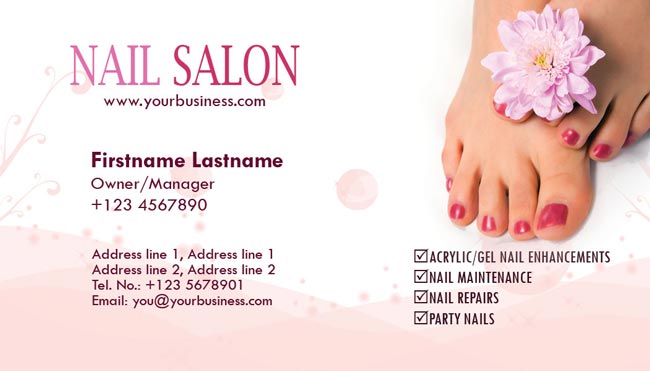 NAIL SALON
www.yourbusiness.com
Firstname Lastname
Owner/Manager
+123 4567890
Address line 1, Address line 1
Address line 2, Address line 2
Tel. No.: +123 5678901
Email: you@yourbusiness.com
☑ACRYLIC/GEL NAIL ENHANCEMENTS
☑NAIL MAINTENANCE
☑NAIL REPAIRS
☑PARTY NAILS